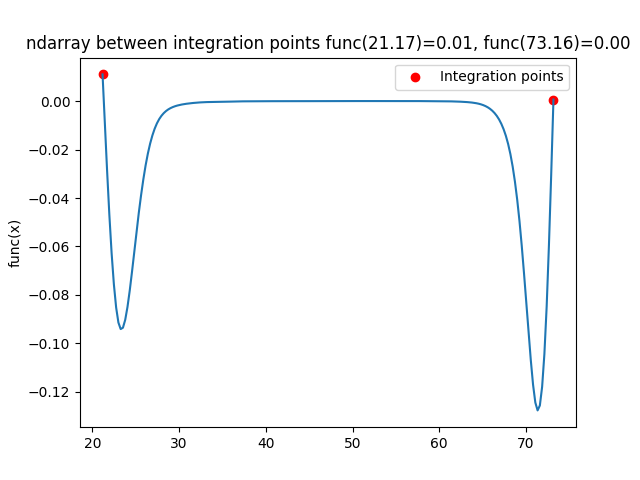 ndarray between integration points func(21.17)=0.01, func(73.16)=0.00
Integration points
func(x)
0.00
−0.02
−0.04
−0.06
−0.08
−0.10
−0.12
20 30 40 50 60 70